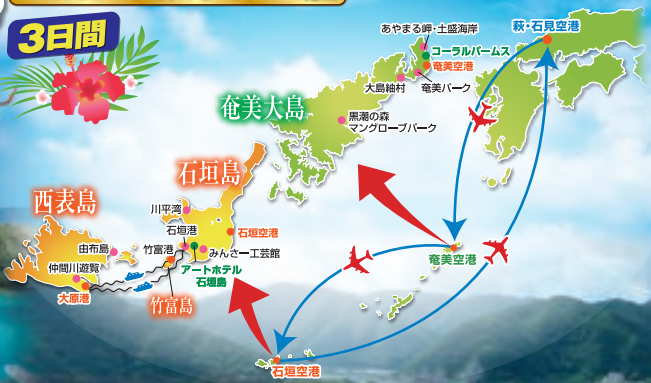 3日間
あやまる岬・土盛海岸
コーラルパームス
奄美空港
奄美パーク
大島紬村
萩・石見空港
奄美大島
黒潮の森
マングローブパーク
石垣島
西表島
川平湾
石垣港
石垣空港
竹富港
みんさー工芸館
由布島
仲間川遊覧
アートホテル
石垣島
大原港
竹富島
奄美空港
石垣空港